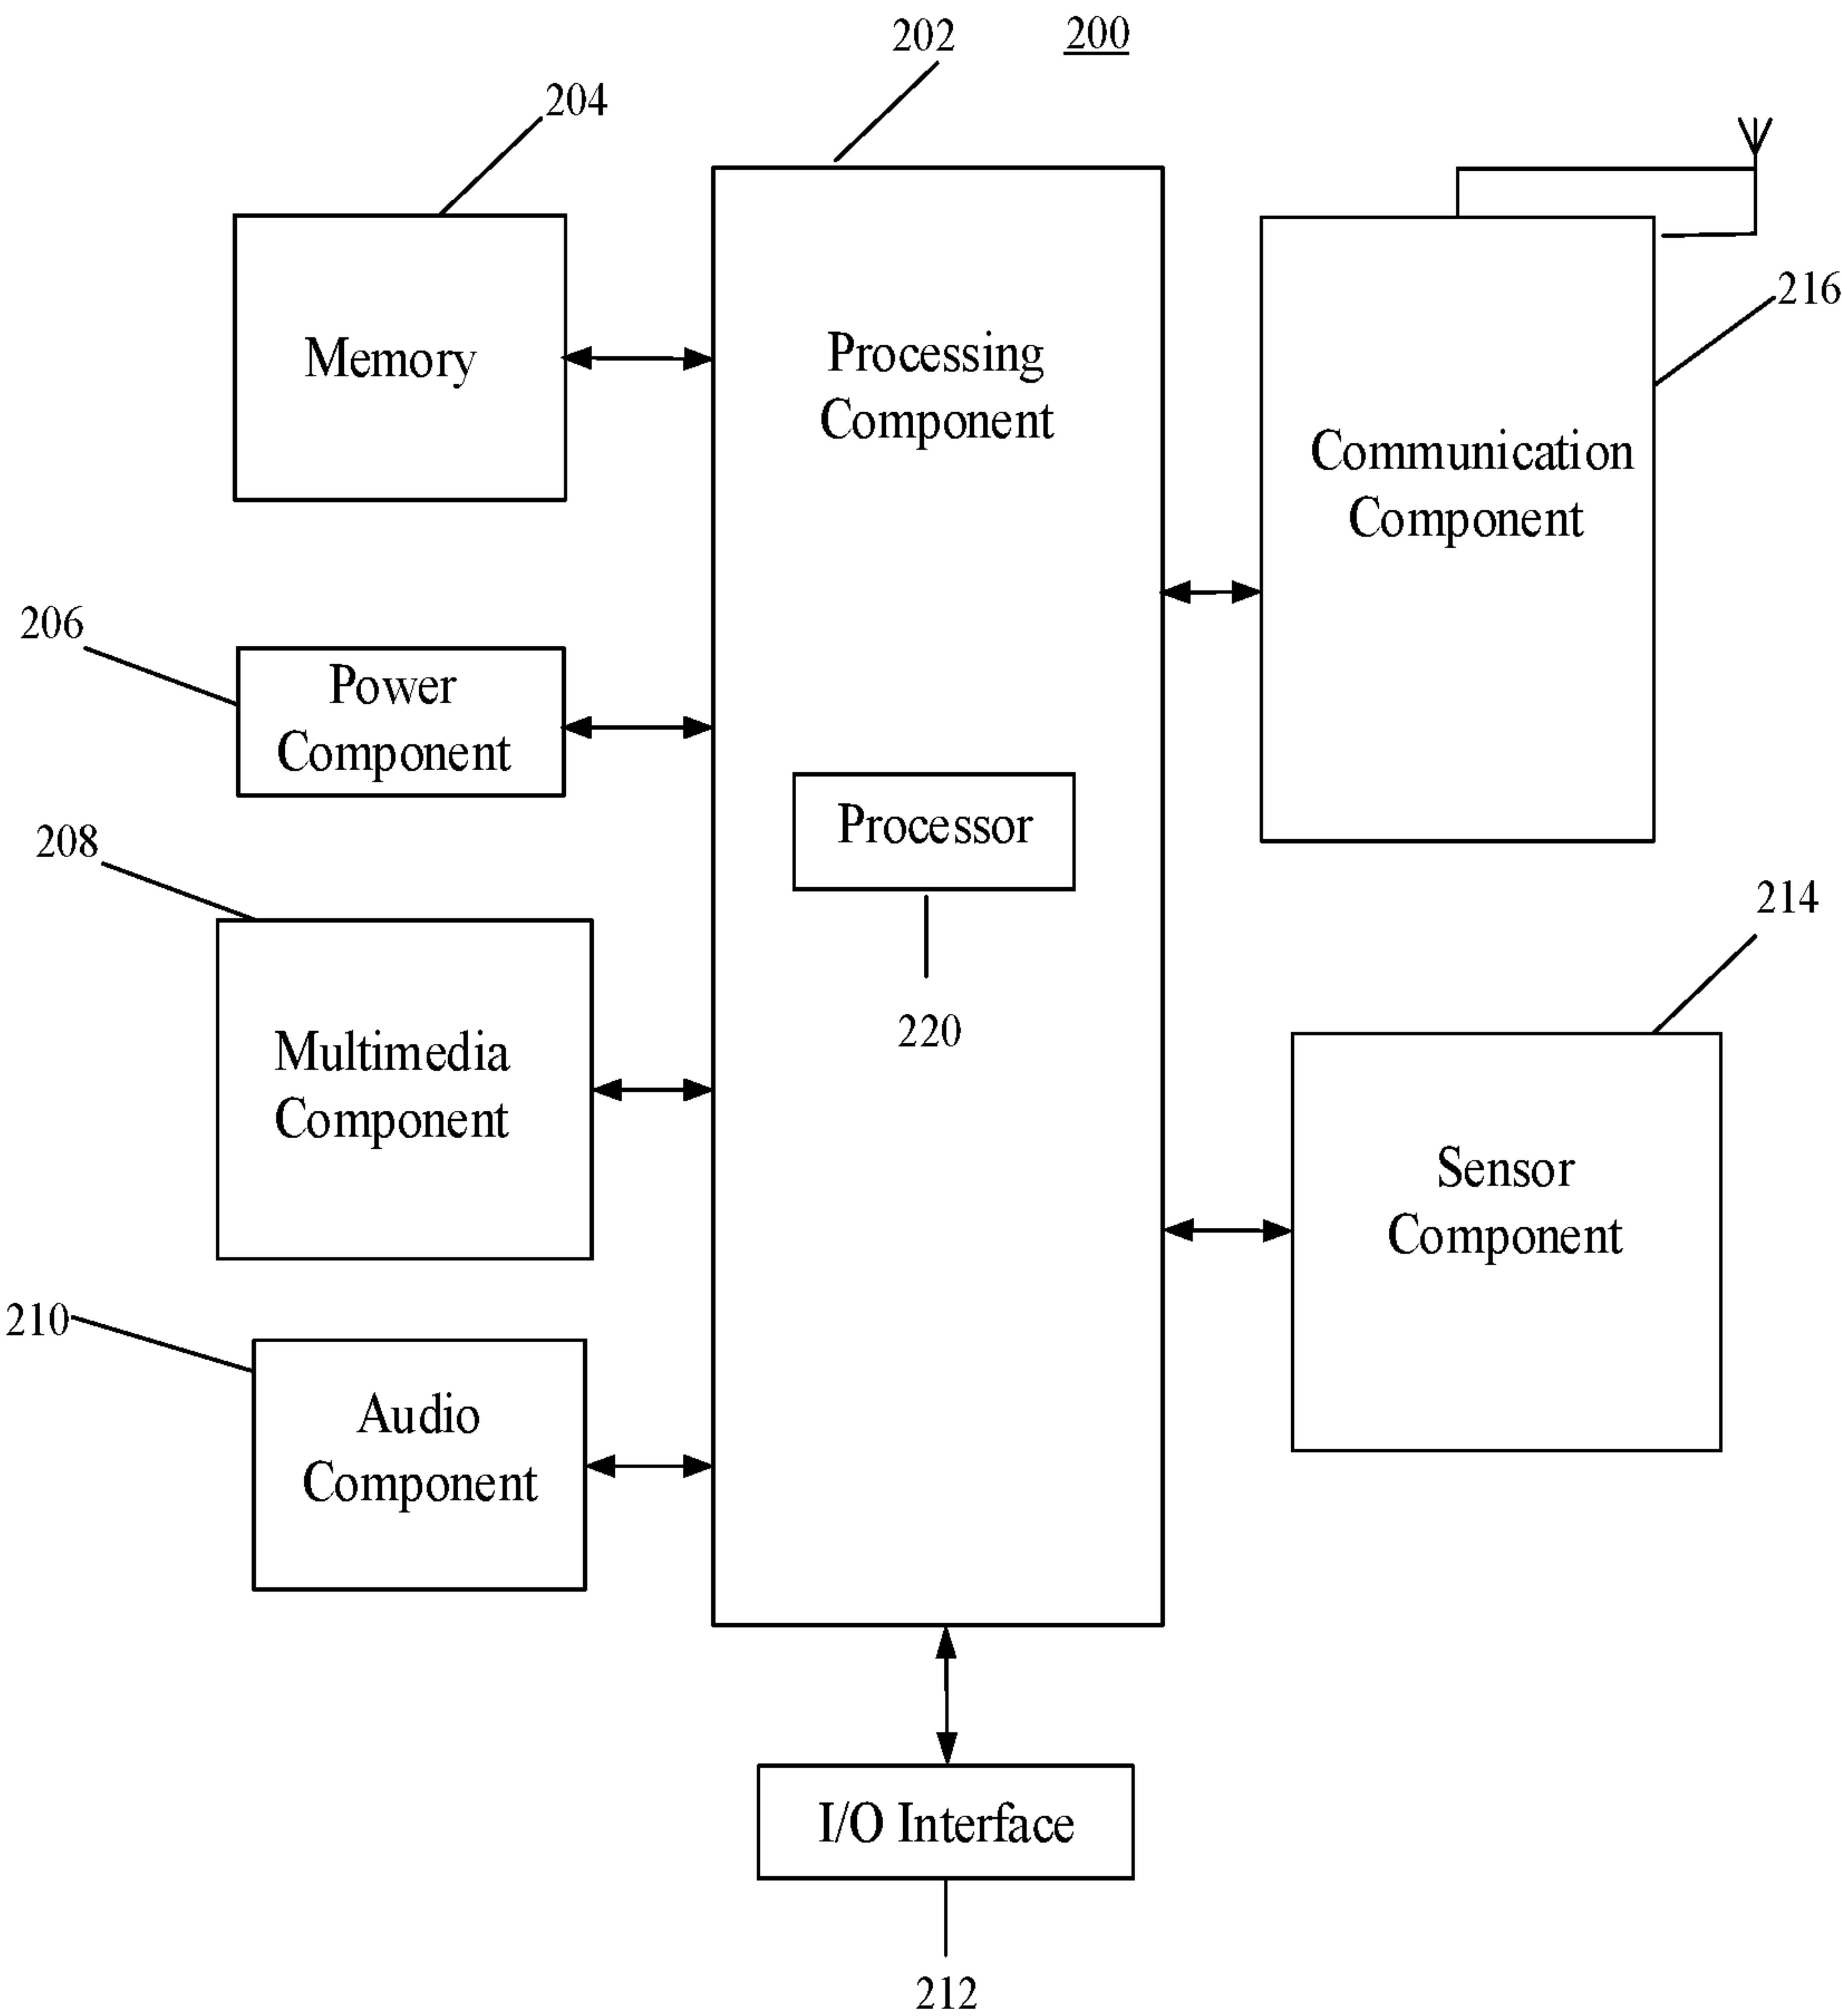 202
200
204
Memory
Processing
Component
216
Communication
Component
206
Power
Component
Processor
208
220
214
Multimedia
Component
Sensor
Component
210
Audio
Component
I/O Interface
212